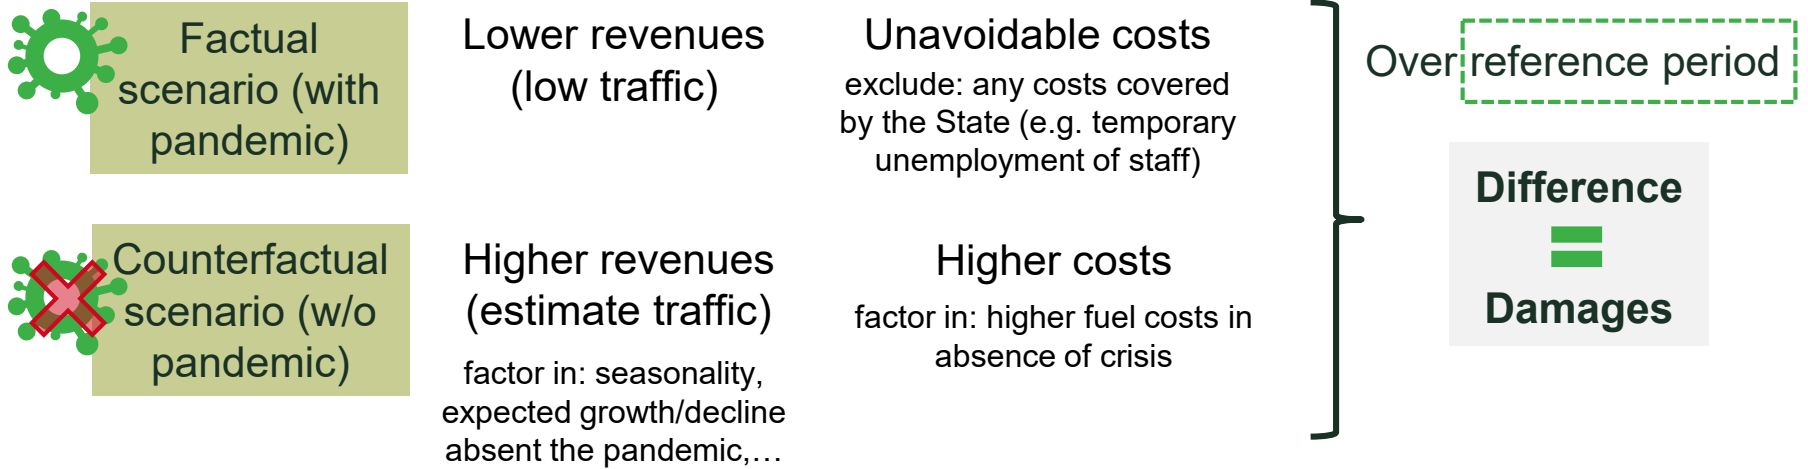 Factual
scenario (with
pandemic)
Lower revenues
(low traffic)
Unavoidable costs
exclude: any costs covered
by the State (e.g. temporary
unemployment of staff)
Over reference period
Counterfactual
scenario (w/o
pandemic)
Higher revenues
(estimate traffic)
factor in: seasonality,
expected growth/decline
absent the pandemic,…
Higher costs
factor in: higher fuel costs in
absence of crisis
Difference
=
Damages